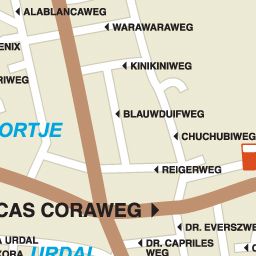 ALABLANCAWEG
WARAWARAWEG
ENIX
KINIKINIWEG
RIWEG
BLAUWDUIFWEG
ORTJE
CHUCHUBIWEG
REIGERWEG
CAS CORAWEG
DR. EVERSZWE
URDAL
DR. CAPRILES
WEG
KORA
URDAL